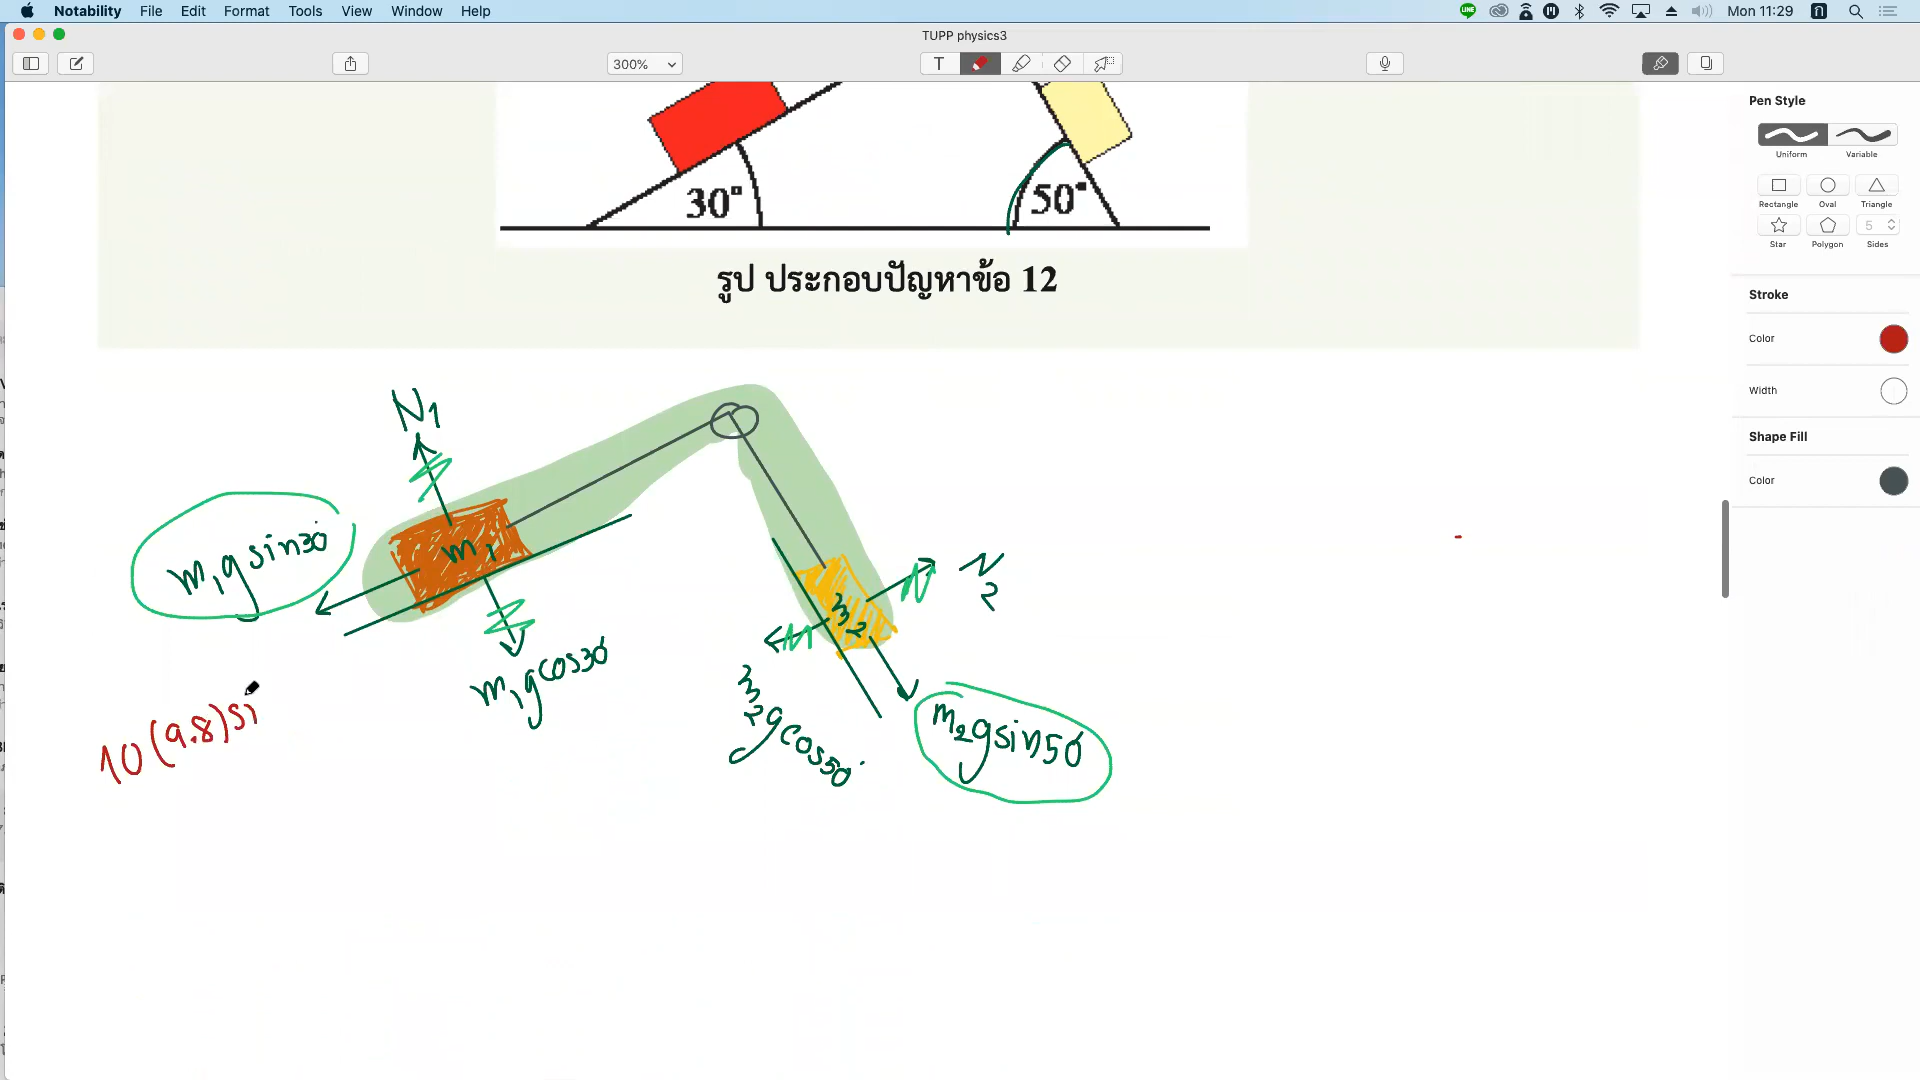 Notability File Edit Format Tools View Window Help
Mon 11:29
TUPP physics3
300%
T
Pen Style
Uniform Variable
Rectangle Oval Triangle
5
Star Polygon Sides
Stroke
Color
Width
Shape Fill
Color
30° 50°
รูป ประกอบปัญหาข้อ 12
N1
m1gsin30
m1
N2
m2
m1gcos30
m2gcos50
m2gsin50
10(9.8)si